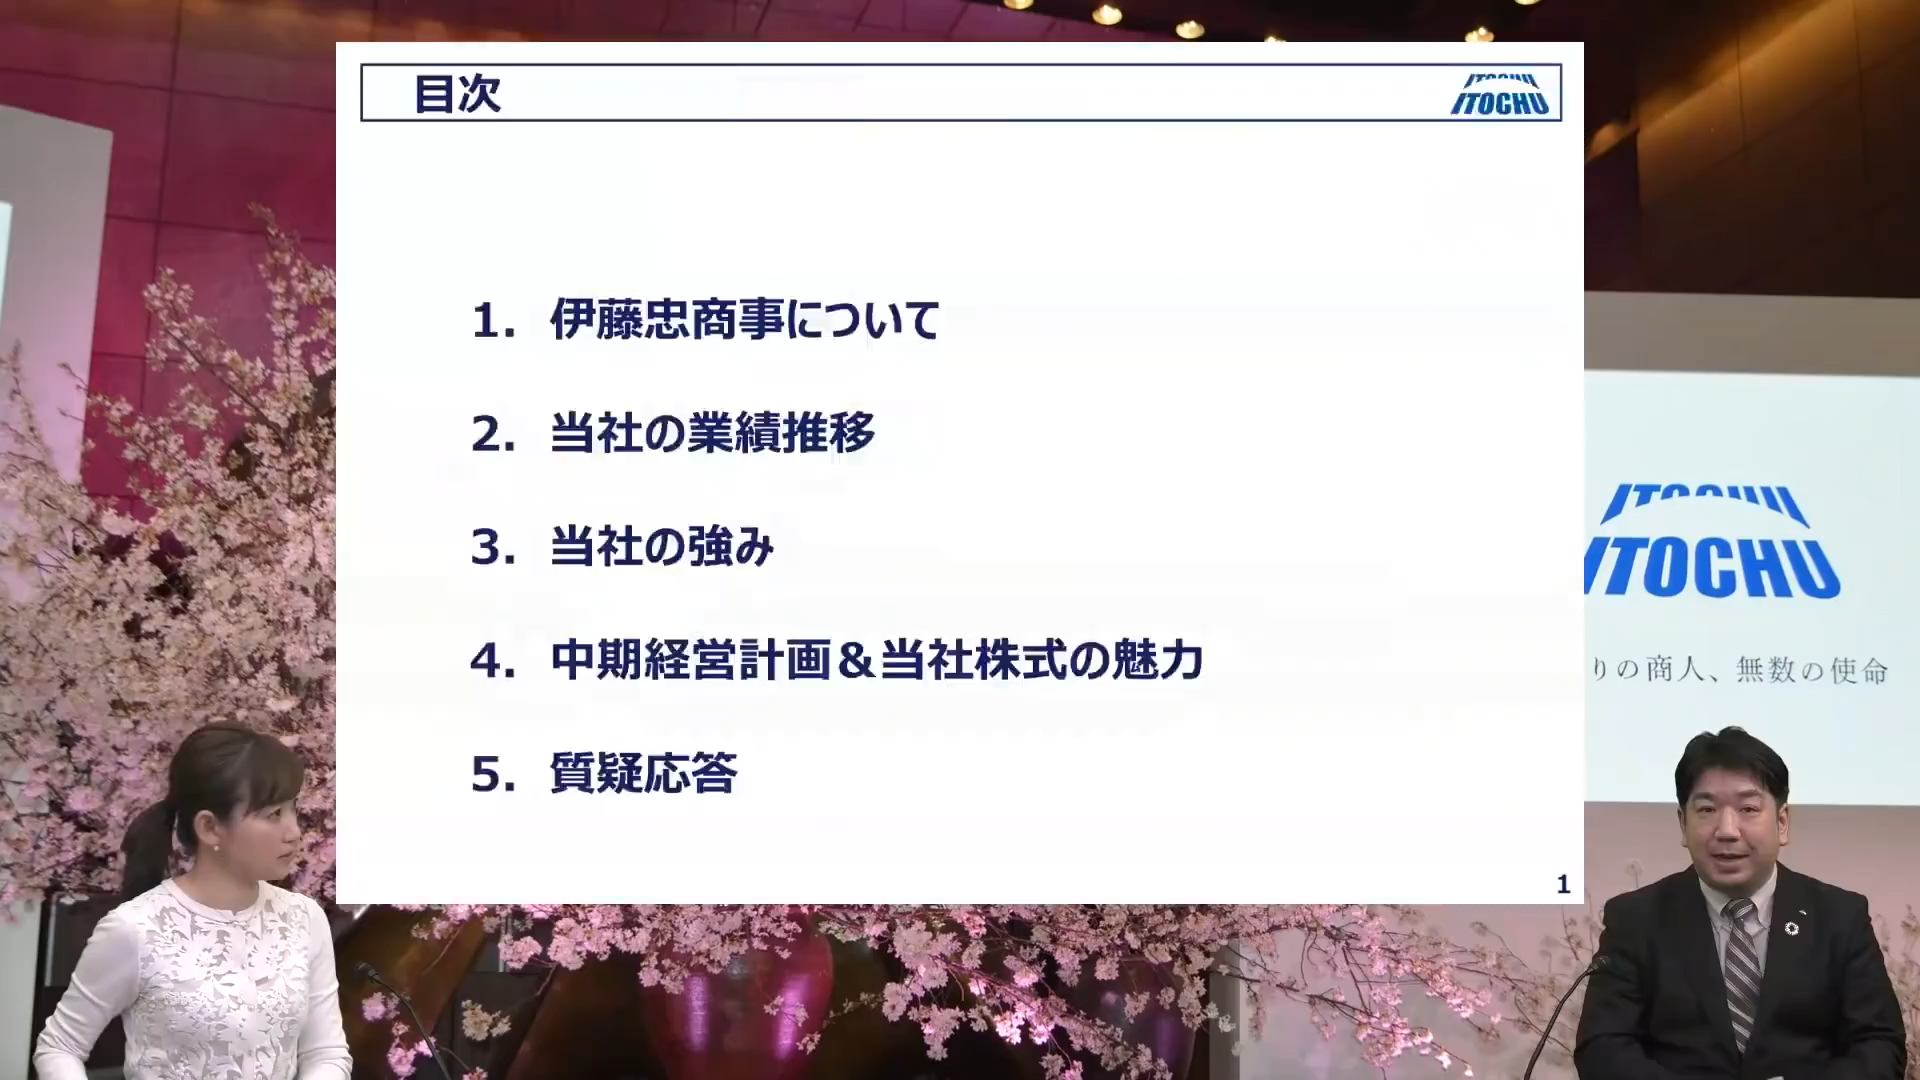 目次
ITOCHU
1. 伊藤忠商事について
2. 当社の業績推移
3. 当社の強み
4. 中期経営計画＆当社株式の魅力
5. 質疑応答
1
ITOCHU
りの商人、無数の使命